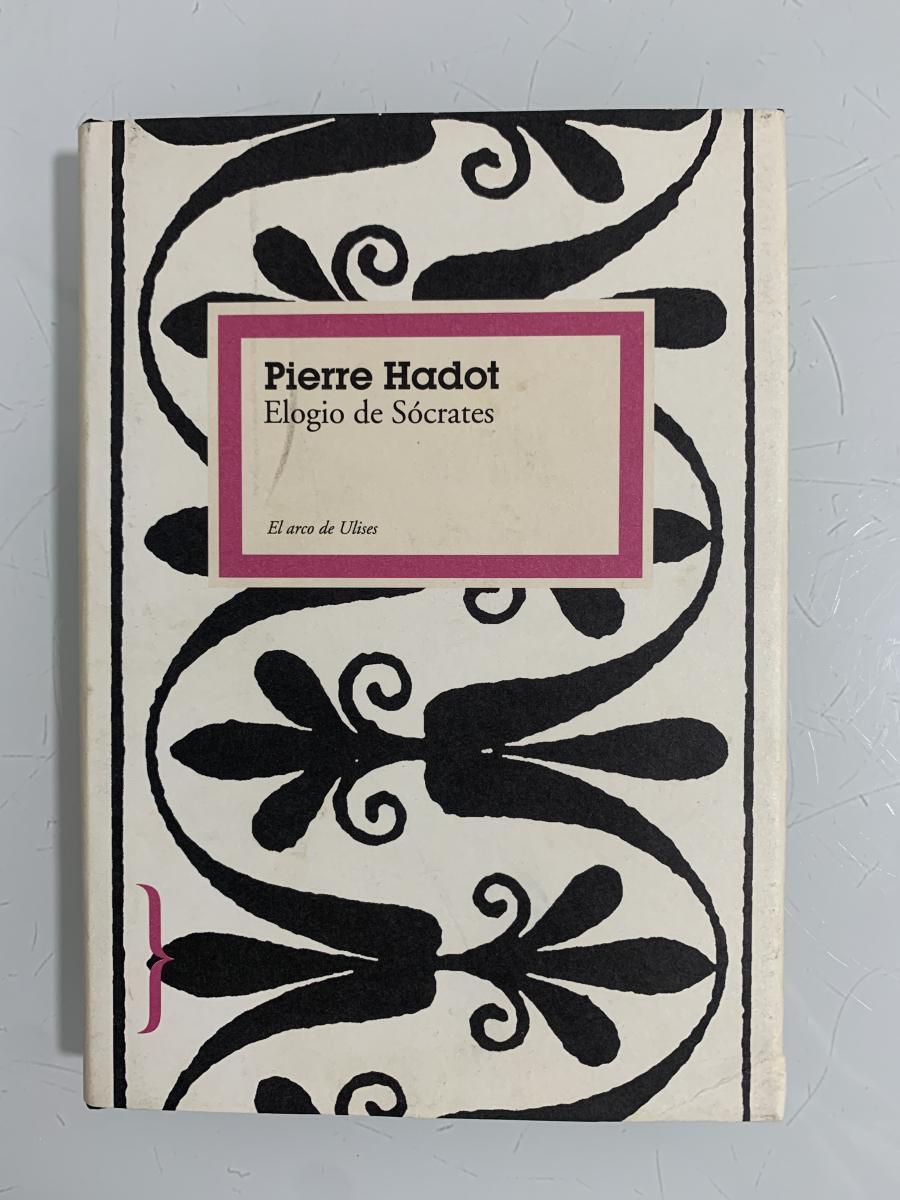 Pierre Hadot
Elogio de Sócrates
El arco de Ulises